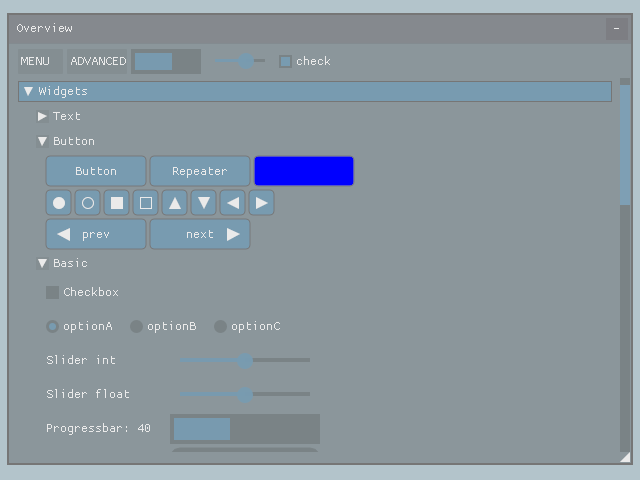 Overview -
MENU ADVANCED check
Widgets
Text
Button
Button Repeater
prev next
Basic
Checkbox
optionA optionB optionC
Slider int
Slider float
Progressbar: 40